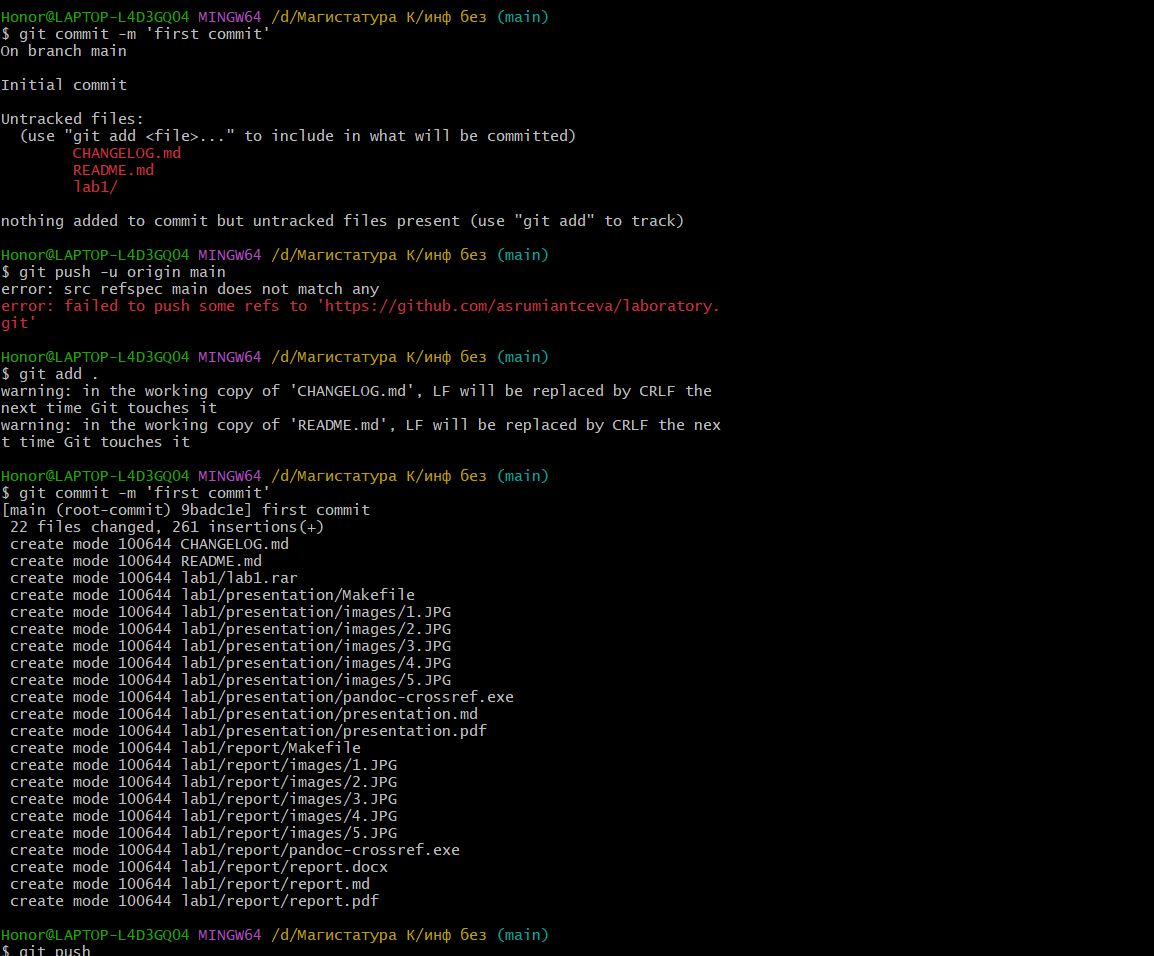 Honor@LAPTOP-L4D3GQO4 MINGW64 /d/Магистатура К/инф без (main)
$ git commit -m 'first commit'
On branch main
Initial commit
Untracked files:
  (use "git add <file>..." to include in what will be committed)
        CHANGELOG.md
        README.md
        lab1/
nothing added to commit but untracked files present (use "git add" to track)
Honor@LAPTOP-L4D3GQO4 MINGW64 /d/Магистатура К/инф без (main)
$ git push -u origin main
error: src refspec main does not match any
error: failed to push some refs to 'https://github.com/asrumiantceva/laboratory.
git'
Honor@LAPTOP-L4D3GQO4 MINGW64 /d/Магистатура К/инф без (main)
$ git add .
warning: in the working copy of 'CHANGELOG.md', LF will be replaced by CRLF the
next time Git touches it
warning: in the working copy of 'README.md', LF will be replaced by CRLF the nex
t time Git touches it
Honor@LAPTOP-L4D3GQO4 MINGW64 /d/Магистатура К/инф без (main)
$ git commit -m 'first commit'
[main (root-commit) 9badc1e] first commit
 22 files changed, 261 insertions(+)
 create mode 100644 CHANGELOG.md
 create mode 100644 README.md
 create mode 100644 lab1/lab1.rar
 create mode 100644 lab1/presentation/Makefile
 create mode 100644 lab1/presentation/images/1.JPG
 create mode 100644 lab1/presentation/images/2.JPG
 create mode 100644 lab1/presentation/images/3.JPG
 create mode 100644 lab1/presentation/images/4.JPG
 create mode 100644 lab1/presentation/images/5.JPG
 create mode 100644 lab1/presentation/pandoc-crossref.exe
 create mode 100644 lab1/presentation/presentation.md
 create mode 100644 lab1/presentation/presentation.pdf
 create mode 100644 lab1/report/Makefile
 create mode 100644 lab1/report/images/1.JPG
 create mode 100644 lab1/report/images/2.JPG
 create mode 100644 lab1/report/images/3.JPG
 create mode 100644 lab1/report/images/4.JPG
 create mode 100644 lab1/report/images/5.JPG
 create mode 100644 lab1/report/pandoc-crossref.exe
 create mode 100644 lab1/report/report.docx
 create mode 100644 lab1/report/report.md
 create mode 100644 lab1/report/report.pdf
Honor@LAPTOP-L4D3GQO4 MINGW64 /d/Магистатура К/инф без (main)
$ git push